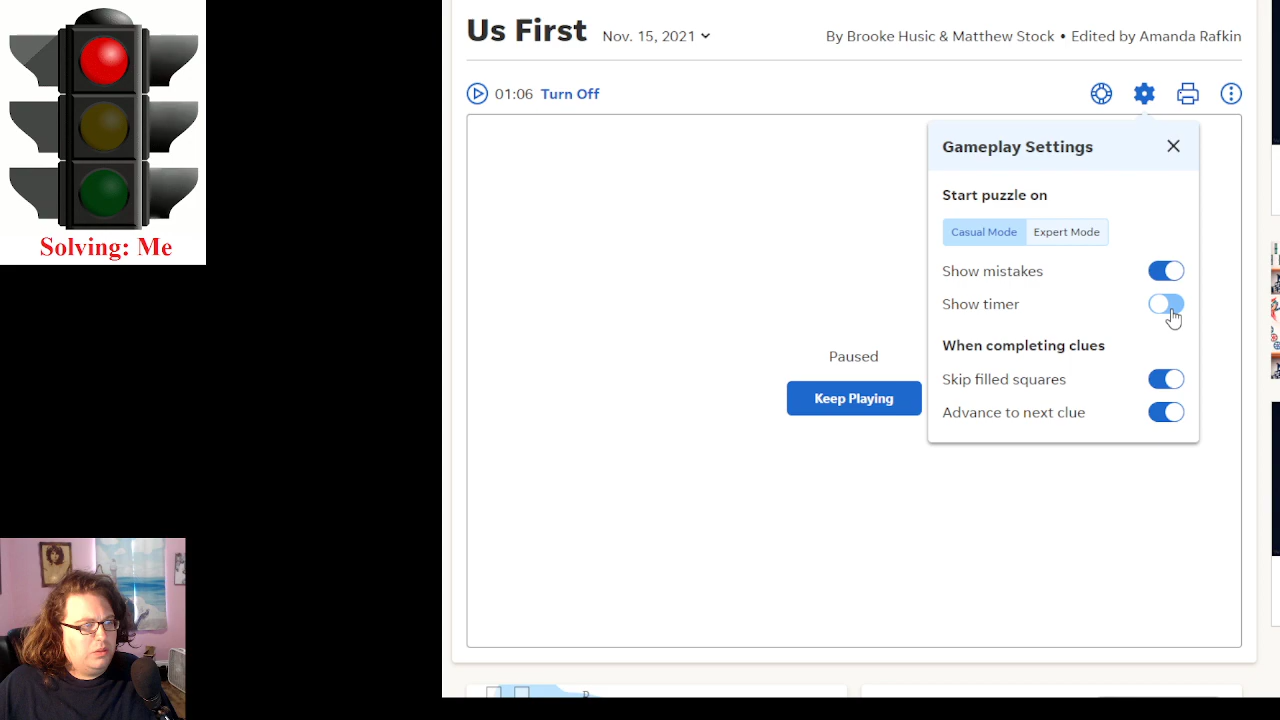 Us First Nov. 15, 2021 By Brooke Husic & Matthew Stock • Edited by Amanda Rafkin
01:06 Turn Off
Gameplay Settings
Start puzzle on
Casual Mode Expert Mode
Show mistakes
Show timer
When completing clues
Skip filled squares
Advance to next clue
Paused
Keep Playing
Solving: Me